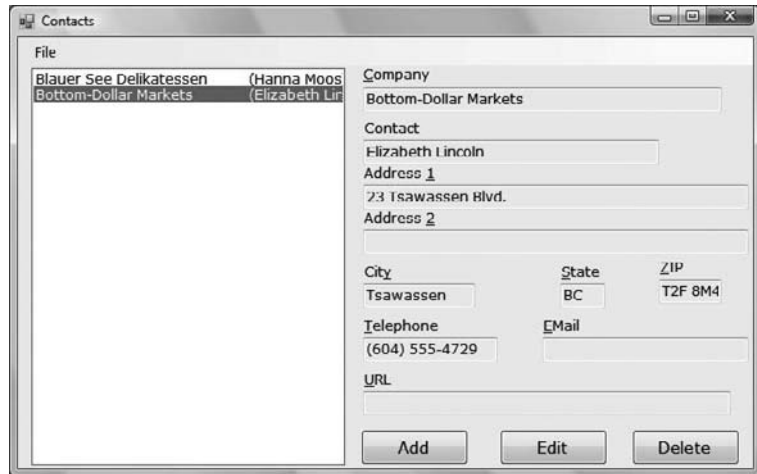 Contacts
File
Blauer See Delikatessen (Hanna Moos
Bottom-Dollar Markets (Elizabeth Lin
Company
Bottom-Dollar Markets
Contact
Elizabeth Lincoln
Address 1
23 Tsawassen Blvd.
Address 2
City State ZIP
Tsawassen BC T2F 8M4
Telephone EMail
(604) 555-4729
URL
Add Edit Delete